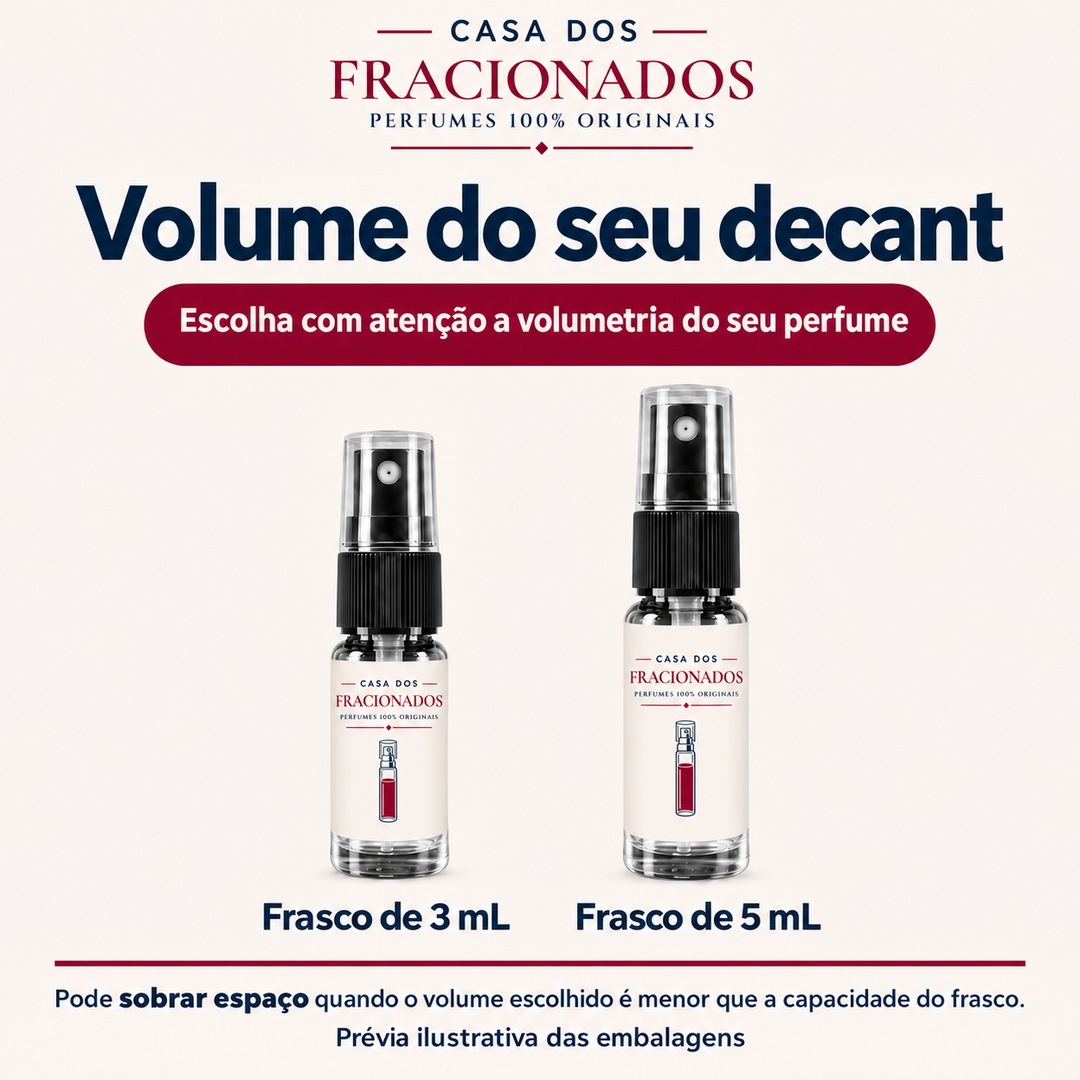 CASA DOS
FRACIONADOS
PERFUMES 100% ORIGINAIS
Volume do seu decant
Escolha com atenção a volumetria do seu perfume
CASA DOS
FRACIONADOS
PERFUMES 100% ORIGINAIS
CASA DOS
FRACIONADOS
PERFUMES 100% ORIGINAIS
Frasco de 3 mL
Frasco de 5 mL
Pode sobrar espaço quando o volume escolhido é menor que a capacidade do frasco.
Prévia ilustrativa das embalagens